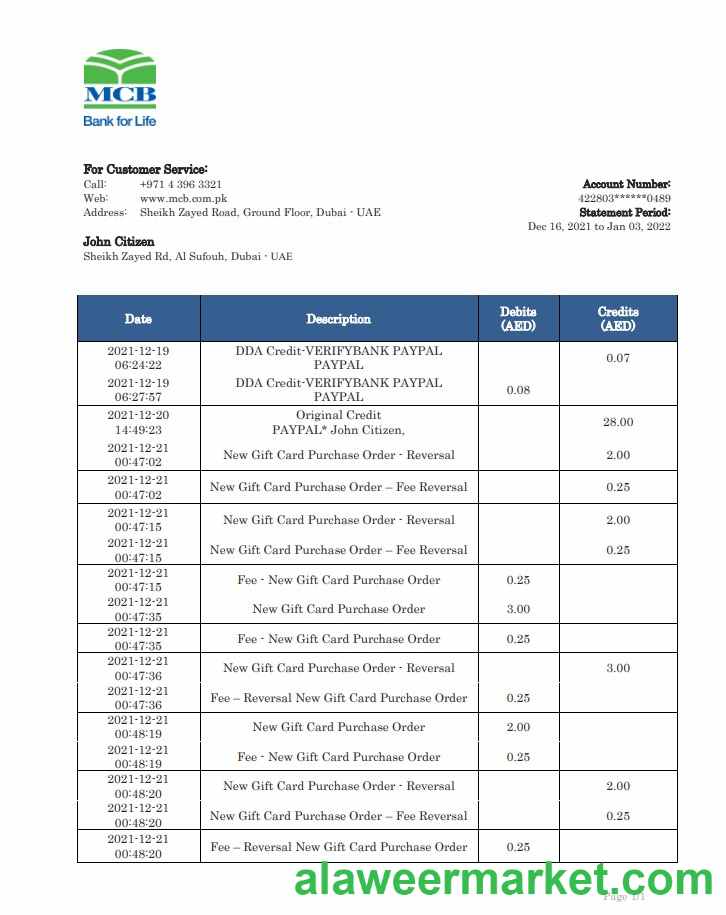 MCB
Bank for Life
For Customer Service:
Call: +971 4 396 3321
Web: www.mcb.com.pk
Address: Sheikh Zayed Road, Ground Floor, Dubai - UAE
Account Number:
422803******0489
Statement Period:
Dec 16, 2021 to Jan 03, 2022
John Citizen
Sheikh Zayed Rd, Al Sufouh, Dubai - UAE
Date Description Debits (AED) Credits (AED)
2021-12-19 06:24:22 DDA Credit-VERIFYBANK PAYPAL PAYPAL 0.07
2021-12-19 06:27:57 DDA Credit-VERIFYBANK PAYPAL PAYPAL 0.08
2021-12-20 14:49:23 Original Credit PAYPAL* John Citizen, 28.00
2021-12-21 00:47:02 New Gift Card Purchase Order - Reversal 2.00
2021-12-21 00:47:02 New Gift Card Purchase Order – Fee Reversal 0.25
2021-12-21 00:47:15 New Gift Card Purchase Order - Reversal 2.00
2021-12-21 00:47:15 New Gift Card Purchase Order – Fee Reversal 0.25
2021-12-21 00:47:15 Fee - New Gift Card Purchase Order 0.25
2021-12-21 00:47:35 New Gift Card Purchase Order 3.00
2021-12-21 00:47:35 Fee - New Gift Card Purchase Order 0.25
2021-12-21 00:47:36 New Gift Card Purchase Order - Reversal 3.00
2021-12-21 00:47:36 Fee – Reversal New Gift Card Purchase Order 0.25
2021-12-21 00:48:19 New Gift Card Purchase Order 2.00
2021-12-21 00:48:19 Fee - New Gift Card Purchase Order 0.25
2021-12-21 00:48:20 New Gift Card Purchase Order - Reversal 2.00
2021-12-21 00:48:20 New Gift Card Purchase Order – Fee Reversal 0.25
2021-12-21 00:48:20 Fee – Reversal New Gift Card Purchase Order 0.25
alaweermarket.com
Page 1/1